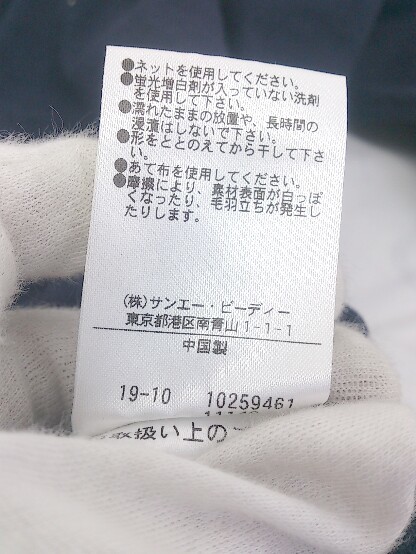 ●ネットを使用してください。
●蛍光増白剤が入っていない洗剤
を使用して下さい。
●濡れたままの放置や、長時間の
浸漬はしないで下さい。
●形をととのえてから干して下さ
い。
●あて布を使用してください。
●摩擦により、素材表面が白っぽ
くなったり、毛羽立ちが発生し
たりします。
(株)サンエー・ビーディー
東京都港区南青山1-1-1
中国製
19-10 10259461
取扱い上の